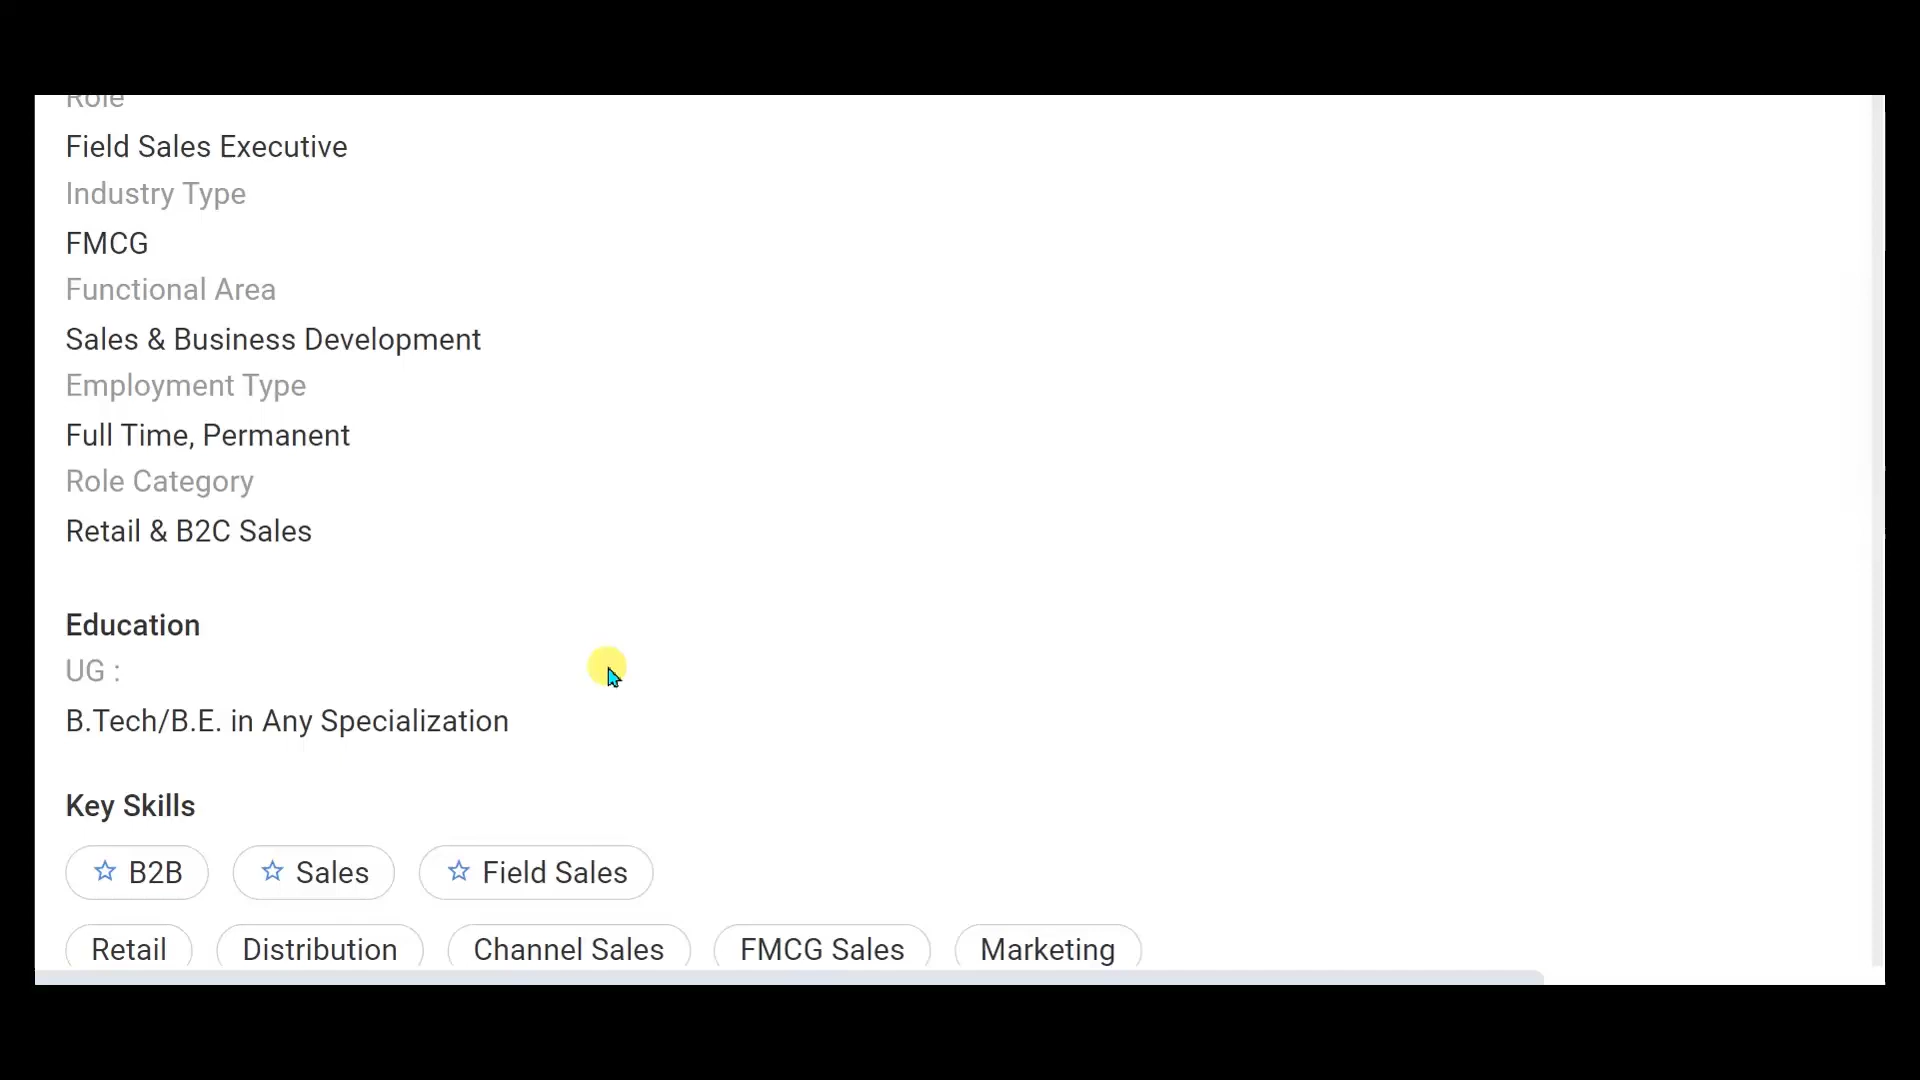 Role
Field Sales Executive
Industry Type
FMCG
Functional Area
Sales & Business Development
Employment Type
Full Time, Permanent
Role Category
Retail & B2C Sales
Education
UG :
B.Tech/B.E. in Any Specialization
Key Skills
B2B Sales Field Sales
Retail Distribution Channel Sales FMCG Sales Marketing